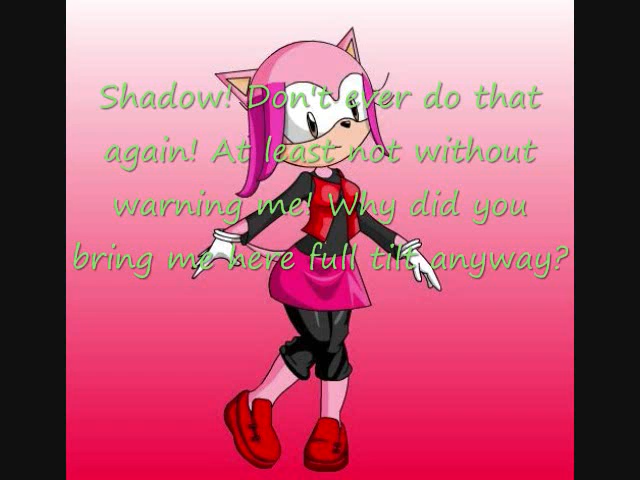 Shadow! Don't ever do that
again! At least not without
warning me! Why did you
bring me here full tilt anyway?